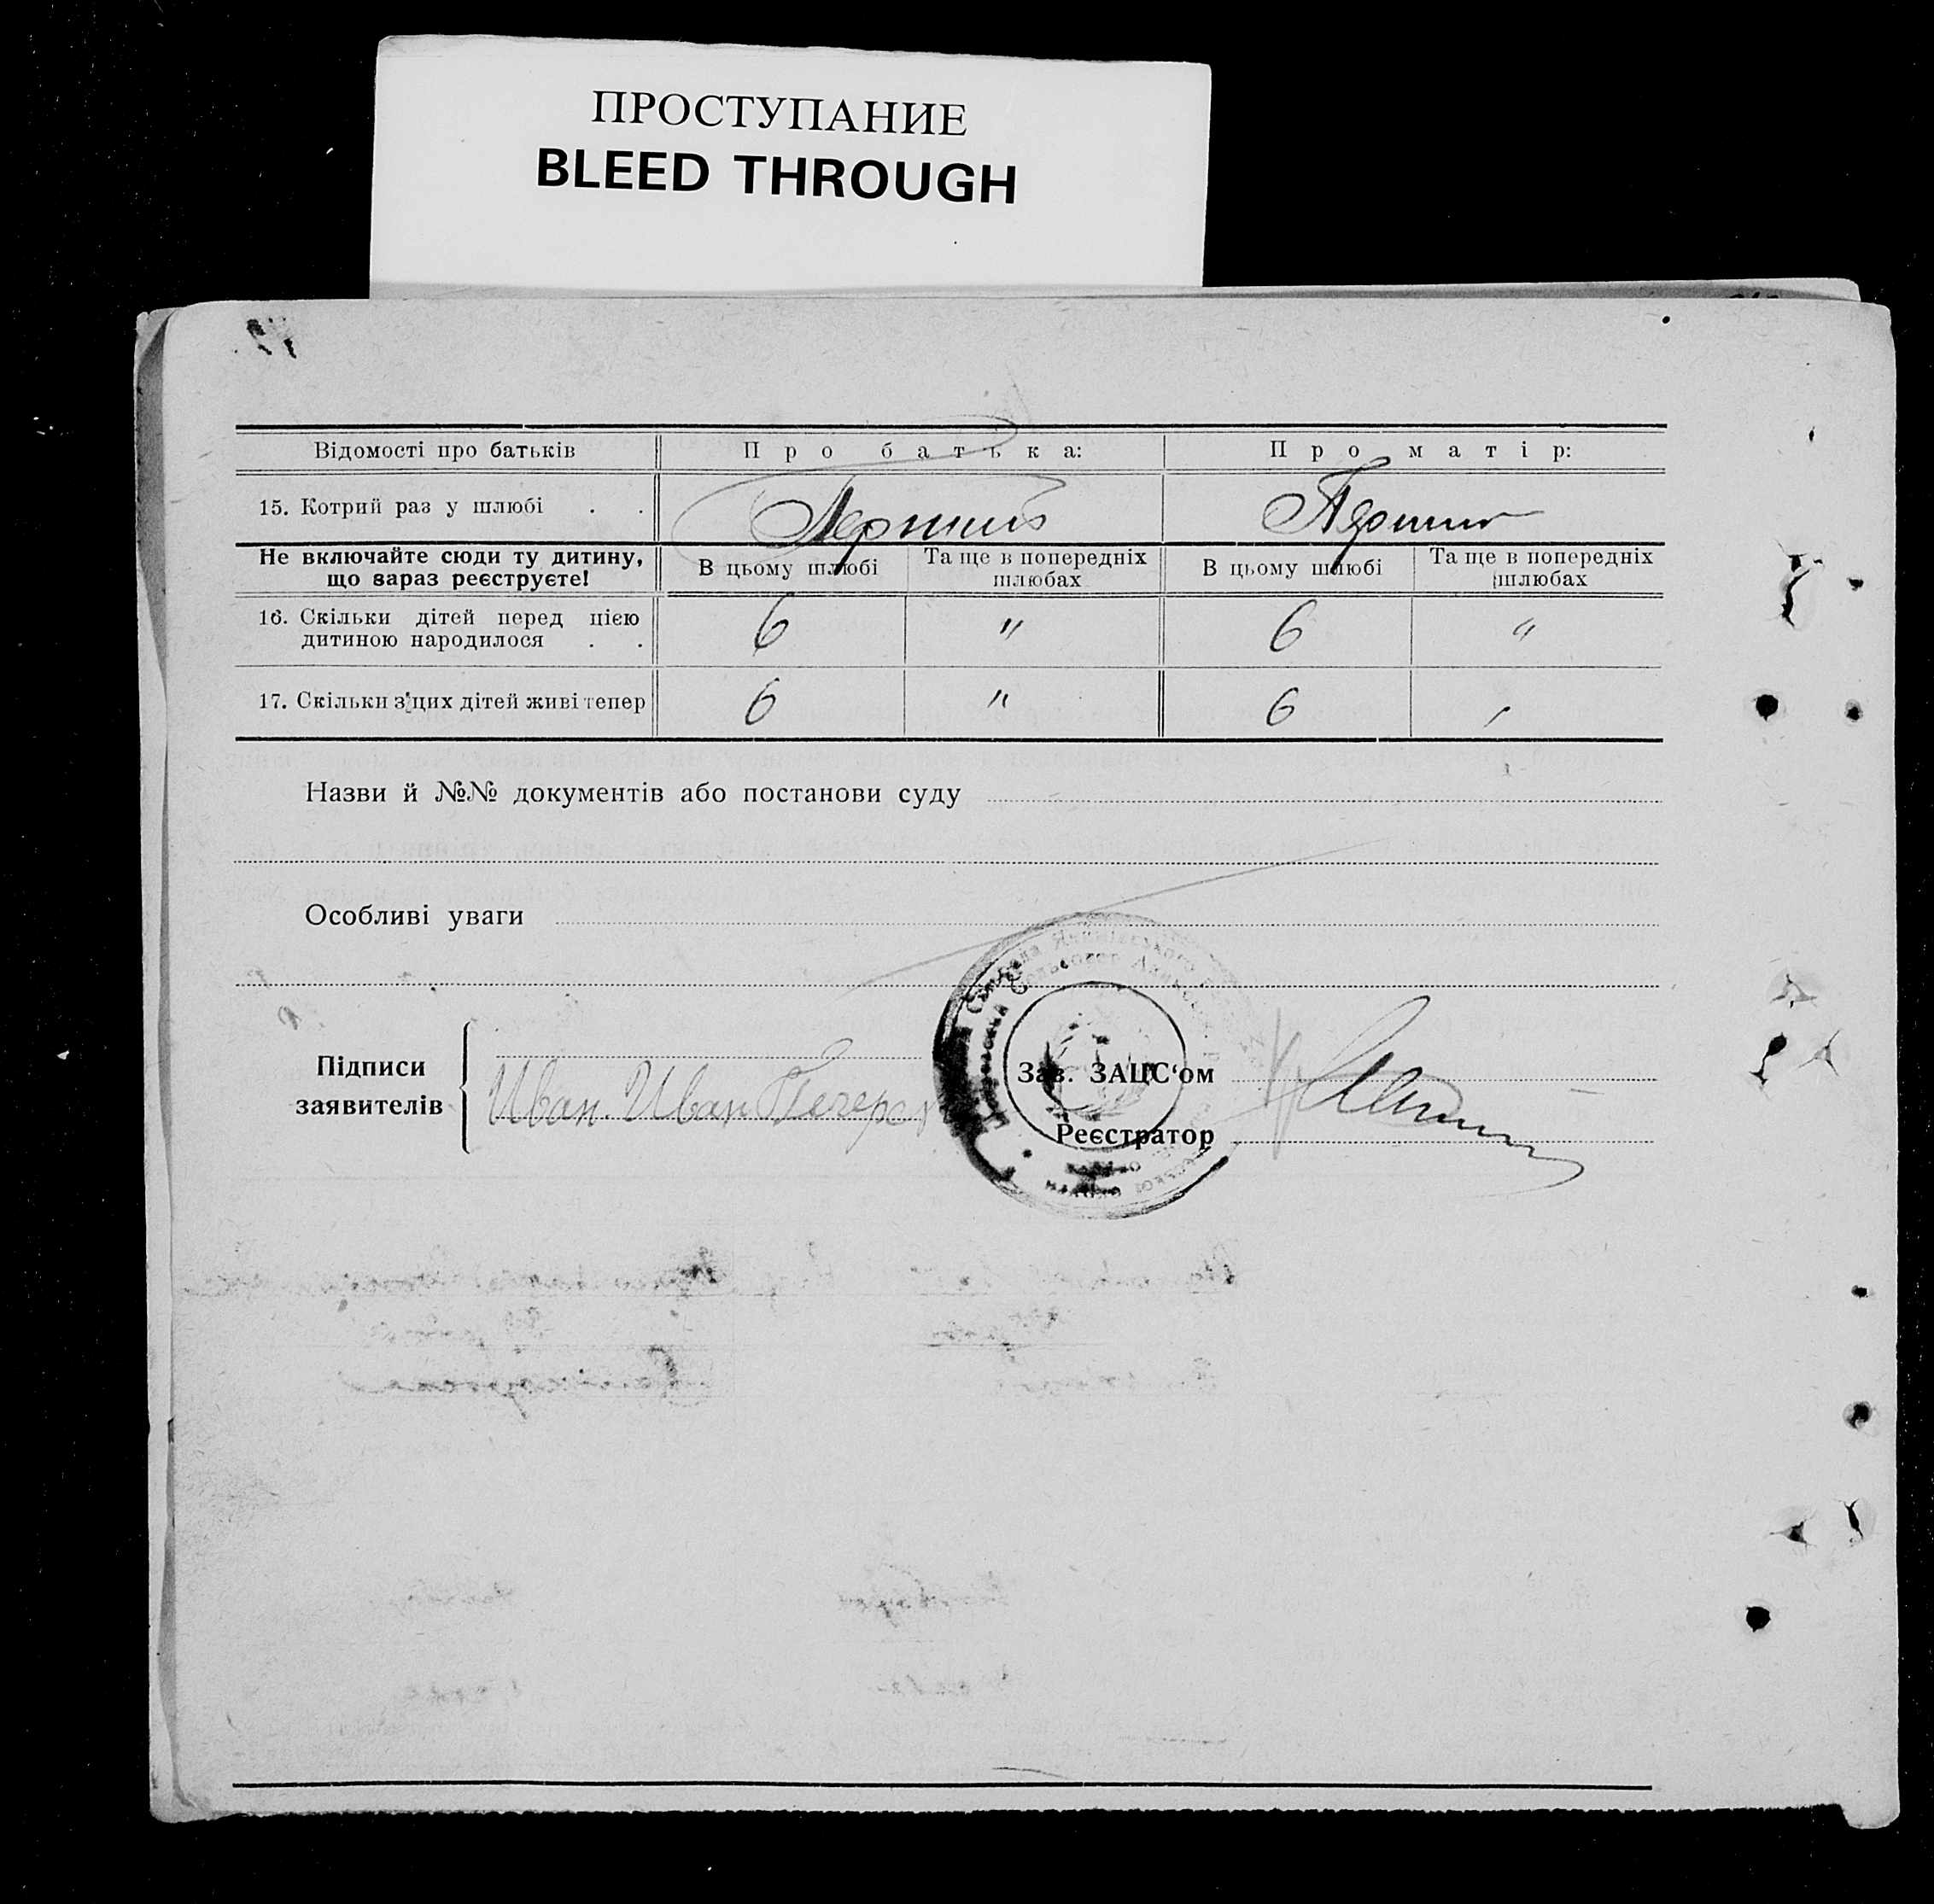 ПРОСТУПАНИЕ
BLEED THROUGH
Відомості про батьків
Про батька:
Про матір:
15. Котрий раз у шлюбі . .
Перший
Перший
Не включайте сюди ту дитину,
що зараз реєструєте!
В цьому шлюбі
Та ще в попередніх
шлюбах
В цьому шлюбі
Та ще в попередніх
шлюбах
16. Скільки дітей перед цією
дитиною народилося . .
6 " 6 "
17. Скільки з цих дітей живі тепер
6 " 6
Назви й №№ документів або постанови суду
Особливі уваги
Підписи
заявителів
Иван. Иван
Зав. ЗАЦС'ом
Реєстратор